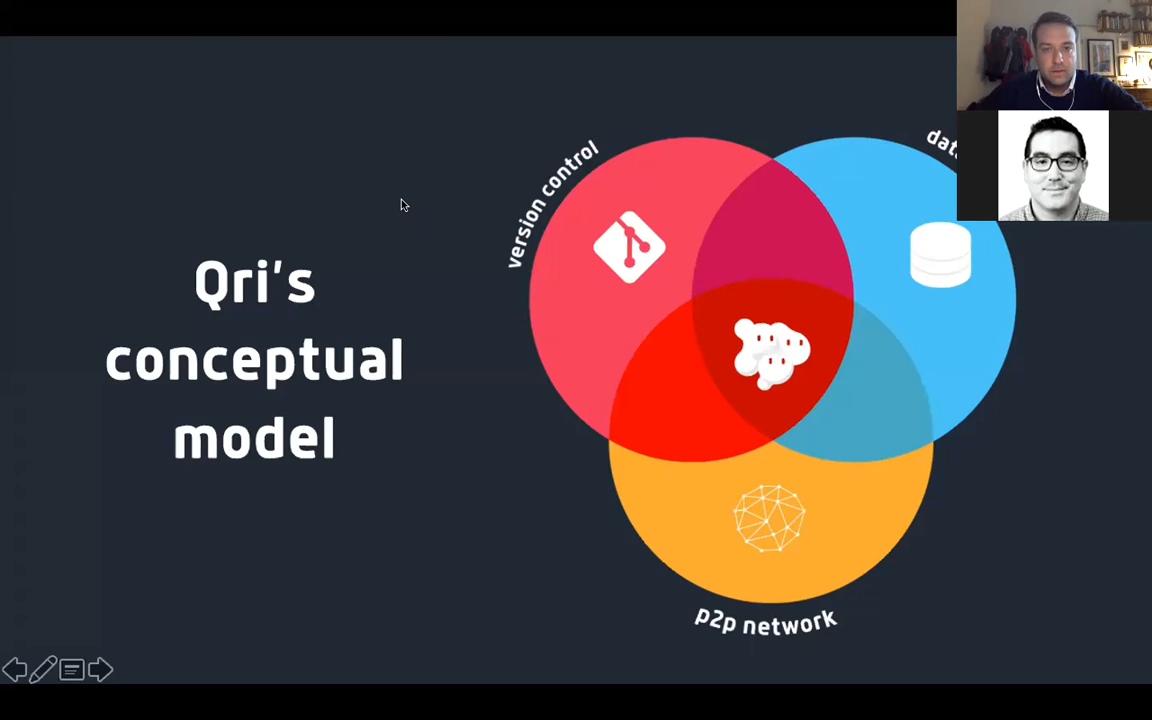 Qri's
conceptual
model
version control
p2p network